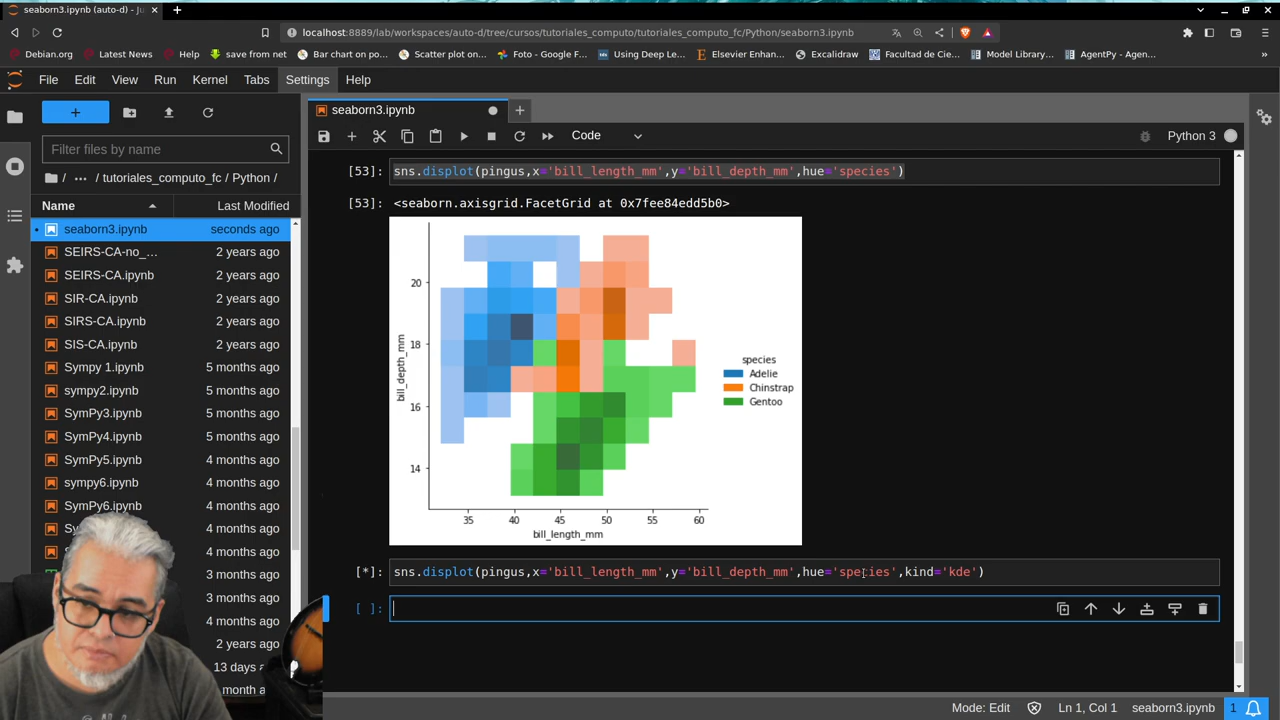 seaborn3.ipynb (auto-d) - Ju
localhost:8889/lab/workspaces/auto-d/tree/cursos/tutoriales_computo/tutoriales_computo_fc/Python/seaborn3.ipynb
Debian.org
Latest News
Help
save from net
Bar chart on po...
Scatter plot on...
Photo - Google F...
Using Deep Le...
Elsevier Enhan...
Excalidraw
Facultad de Cie...
Model Library...
AgentPy - Agen...
File Edit View Run Kernel Tabs Settings Help
seaborn3.ipynb
Filter files by name
Code
Python 3
/ ... / tutoriales_computo_fc / Python /
Name Last Modified
seaborn3.ipynb seconds ago
SEIRS-CA-no_... 2 years ago
SEIRS-CA.ipynb 2 years ago
SIR-CA.ipynb 2 years ago
SIRS-CA.ipynb 2 years ago
SIS-CA.ipynb 2 years ago
Sympy 1.ipynb 5 months ago
sympy2.ipynb 5 months ago
SymPy3.ipynb 5 months ago
SymPy4.ipynb 5 months ago
SymPy5.ipynb 4 months ago
sympy6.ipynb 4 months ago
SymPy6.ipynb 4 months ago
4 months ago
4 months ago
3 months ago
3 months ago
4 months ago
2 years ago
13 days a
month a
[53]: sns.displot(pingus,x='bill_length_mm',y='bill_depth_mm',hue='species')
[53]: <seaborn.axisgrid.FacetGrid at 0x7fee84edd5b0>
20
18
16
14
bill_depth_mm
35 40 45 50 55 60
bill_length_mm
species
Adelie
Chinstrap
Gentoo
[*]: sns.displot(pingus,x='bill_length_mm',y='bill_depth_mm',hue='species',kind='kde')
[ ]:
Mode: Edit
Ln 1, Col 1
seaborn3.ipynb
1